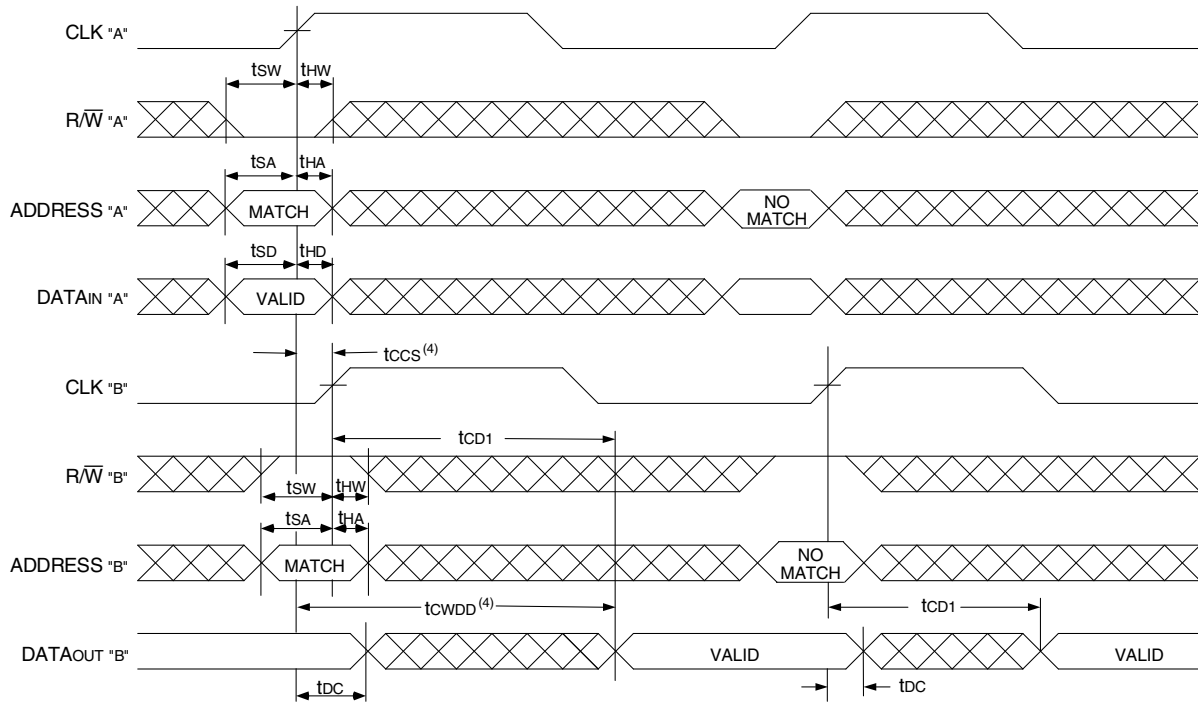 CLK "A"
tSW tHW
R/W̅ "A"
tSA tHA
ADDRESS "A" MATCH NO MATCH
tSD tHD
DATAIN "A" VALID
tCCS(4)
CLK "B"
tCD1
R/W̅ "B"
tSW tHW
tSA tHA
ADDRESS "B" MATCH NO MATCH
tCWDD(4) tCD1
DATAOUT "B" VALID VALID
tDC tDC